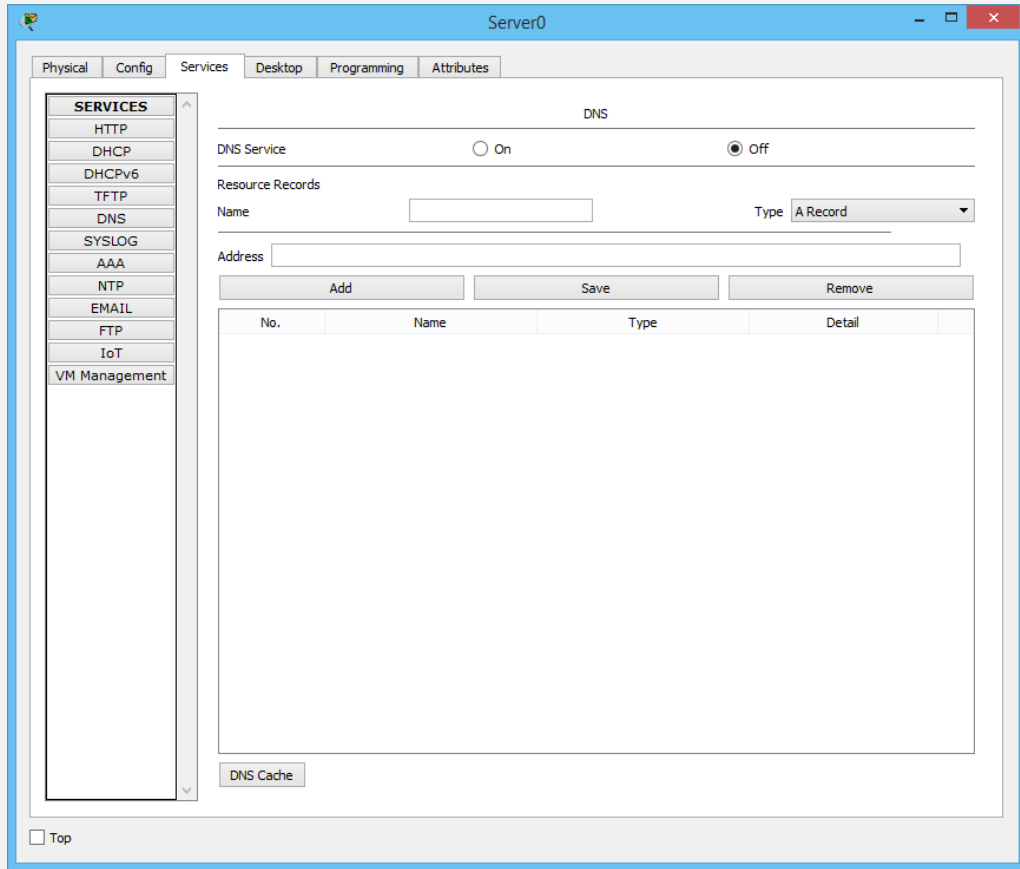 Server0
Physical Config Services Desktop Programming Attributes
SERVICES
HTTP
DHCP
DHCPv6
TFTP
DNS
SYSLOG
AAA
NTP
EMAIL
FTP
IoT
VM Management
DNS
DNS Service On Off
Resource Records
Name Type A Record
Address
Add Save Remove
No. Name Type Detail
DNS Cache
Top